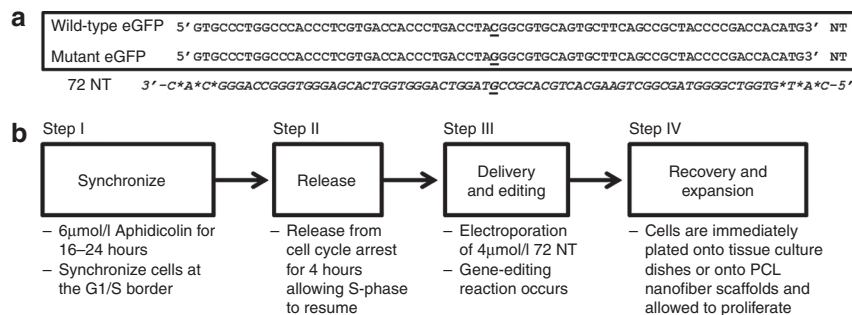 a
Wild-type eGFP 5'GTGCCCTGGCCCACCCTCGTGACCACCCTGACCTACGGCGTGCAGTGCTTCAGCCGCTACCCCGACCACATG3' NT
Mutant eGFP 5'GTGCCCTGGCCCACCCTCGTGACCACCCTGACCTAGGGCGTGCAGTGCTTCAGCCGCTACCCCGACCACATG3' NT
72 NT 3'-C*A*C*GGGACCGGGTGGGAGCACTGGTGGGACTGGATGCCGCACGTCACGAAGTCGGCGATGGGGCTGGTG*T*A*C-5'
b
Step I Step II Step III Step IV
Synchronize
Release
Delivery
and editing
Recovery and
expansion
– 6μmol/l Aphidicolin for
16–24 hours
– Synchronize cells at
the G1/S border
– Release from
cell cycle arrest
for 4 hours
allowing S-phase
to resume
– Electroporation
of 4μmol/l 72 NT
– Gene-editing
reaction occurs
– Cells are immediately
plated onto tissue culture
dishes or onto PCL
nanofiber scaffolds and
allowed to proliferate